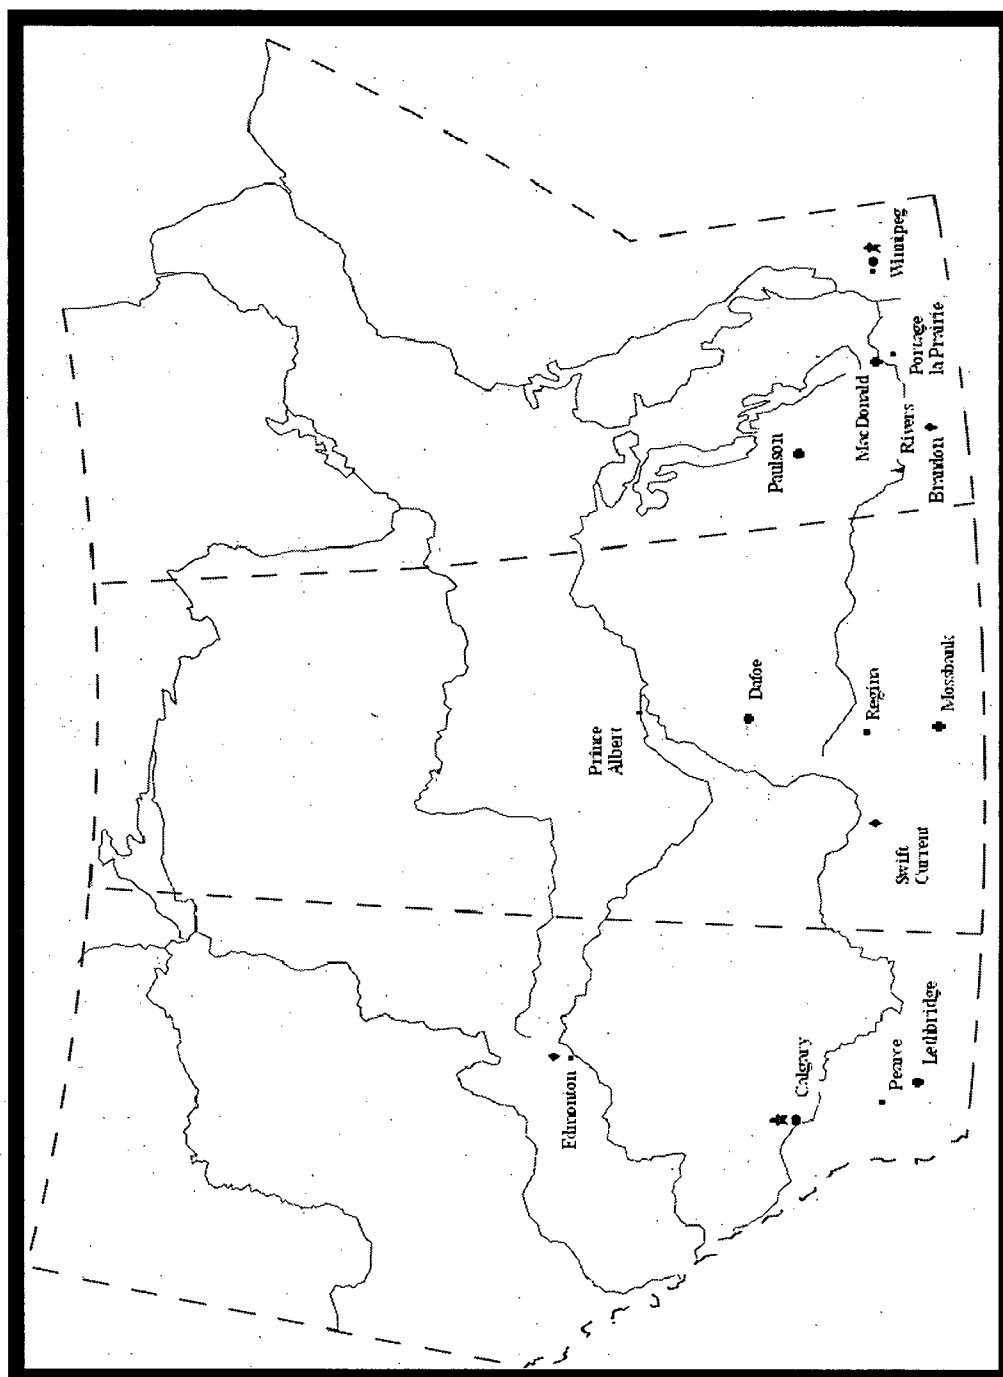 Edmonton
Prince
Albert
Dafoe
Paulson
Calgary
MacDonald
Regina
Pearce
Winnipeg
Swift
Current
Rivers
Portage
la Prairie
Lethbridge
Brandon
Mossbank